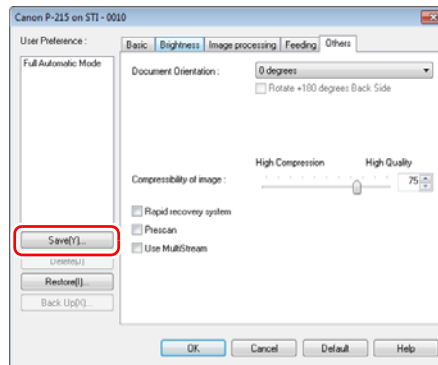 Canon P-215 on STI - 0010
User Preference :
Full Automatic Mode
Save(Y)...
Delete(J)
Restore(I)...
Back Up(X)...
Basic Brightness Image processing Feeding Others
Document Orientation : 0 degrees
Rotate +180 degrees Back Side
High Compression High Quality
Compressibility of image : 75
Rapid recovery system
Prescan
Use MultiStream
OK Cancel Default Help